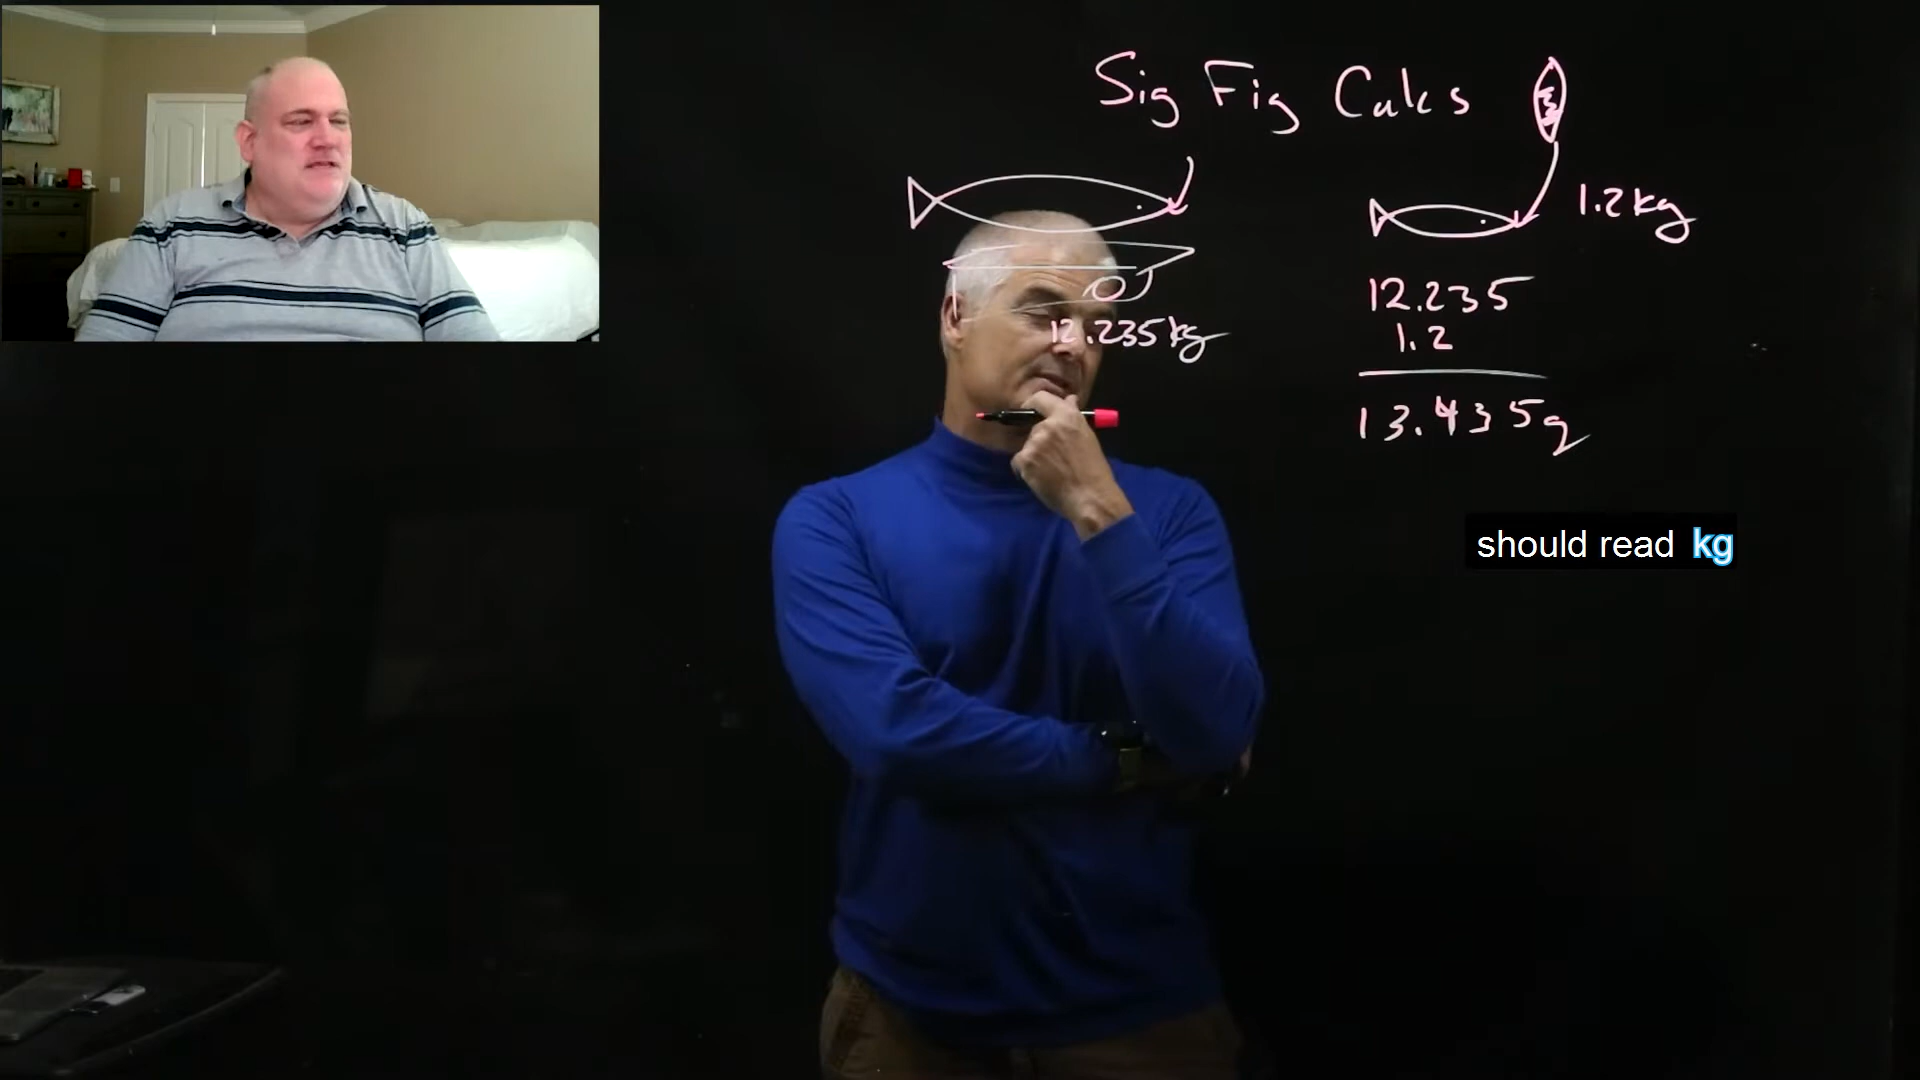 Sig Fig Calcs
1.2kg
12.235kg
12.235
1.2
13.435g
should read kg